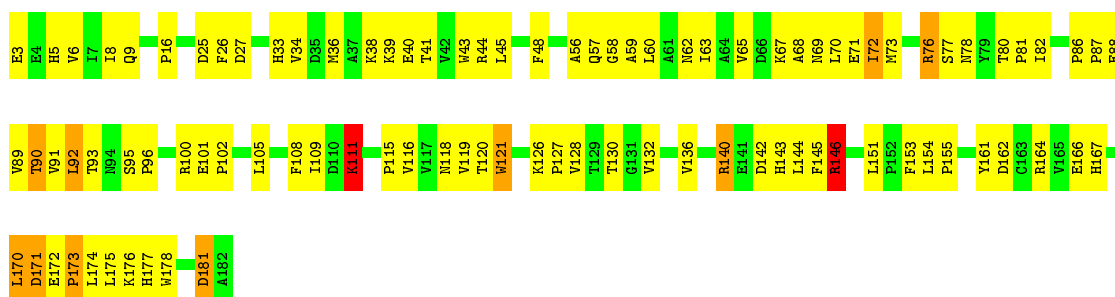 E3 E4 H5 V6 I7 I8 Q9 P16 D25 F26 D27 H33 V34 D35 M36 A37 K38 K39 E40 T41 V42 W43 R44 L45 F48 A56 Q57 G58 A59 L60 A61 N62 I63 A64 V65 D66 K67 A68 N69 L70 E71 I72 M73 R76 S77 N78 Y79 T80 P81 I82 P86 P87
V89 T90 V91 L92 T93 N94 S95 P96 R100 E101 P102 L105 F108 I109 D110 K111 P115 V116 V117 N118 V119 T120 W121 K126 P127 V128 T129 T130 G131 V132 V136 R140 E141 D142 H143 L144 F145 R146 L151 P152 F153 L154 P155 Y161 D162 C163 R164 V165 E166 H167
L170 D171 E172 P173 L174 L175 K176 H177 W178 D181 A182